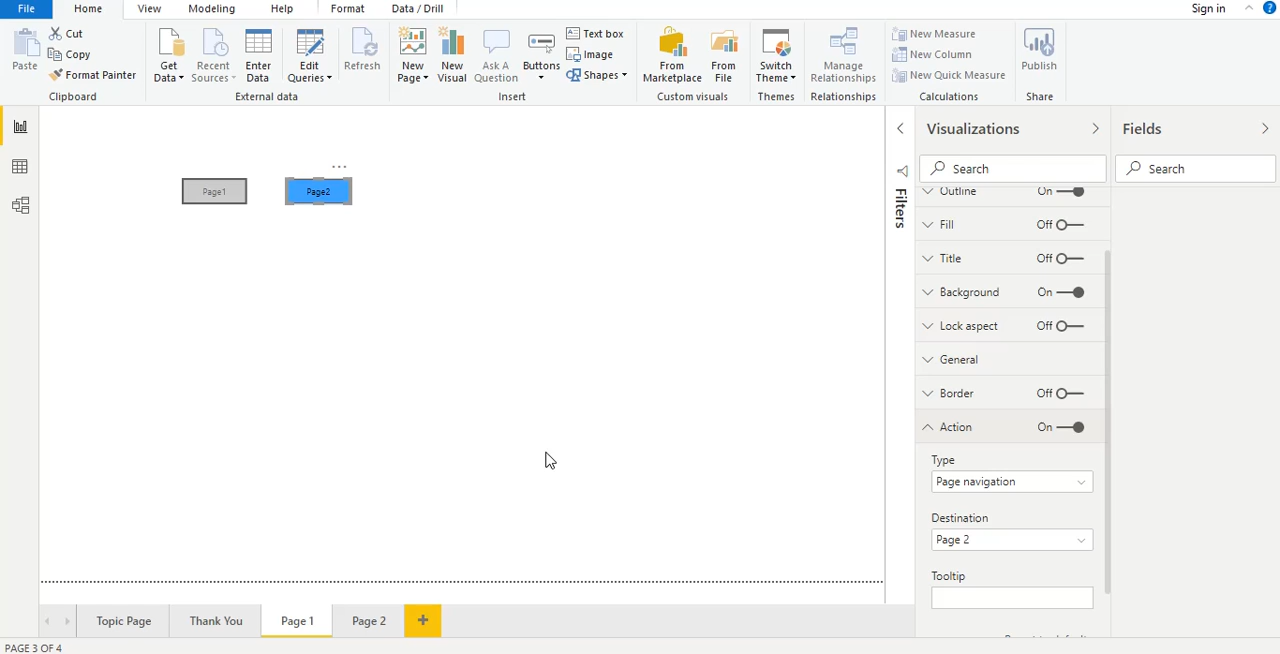 File Home View Modeling Help Format Data / Drill Sign in ?
Paste
Cut
Copy
Format Painter
Clipboard
Get Data
Recent Sources
Enter Data
Edit Queries
Refresh
External data
New Page
New Visual
Ask A Question
Buttons
Text box
Image
Shapes
Insert
From Marketplace
From File
Custom visuals
Switch Theme
Themes
Manage Relationships
Relationships
New Measure
New Column
New Quick Measure
Calculations
Publish
Share
Page1
Page2
Filters
Visualizations
Search
Outline On
Fill Off
Title Off
Background On
Lock aspect Off
General
Border Off
Action On
Type
Page navigation
Destination
Page 2
Tooltip
Fields
Search
Topic Page
Thank You
Page 1
Page 2
+
PAGE 3 OF 4